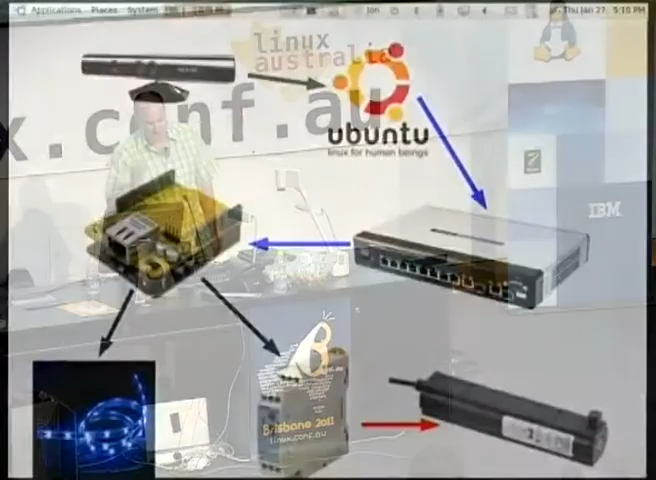 Applications Places System
Jon
Thu Jan 27, 5:10 PM
linux
australia
x.conf.au
ubuntu
linux for human beings
IBM
Brisbane 2011
linux.conf.au